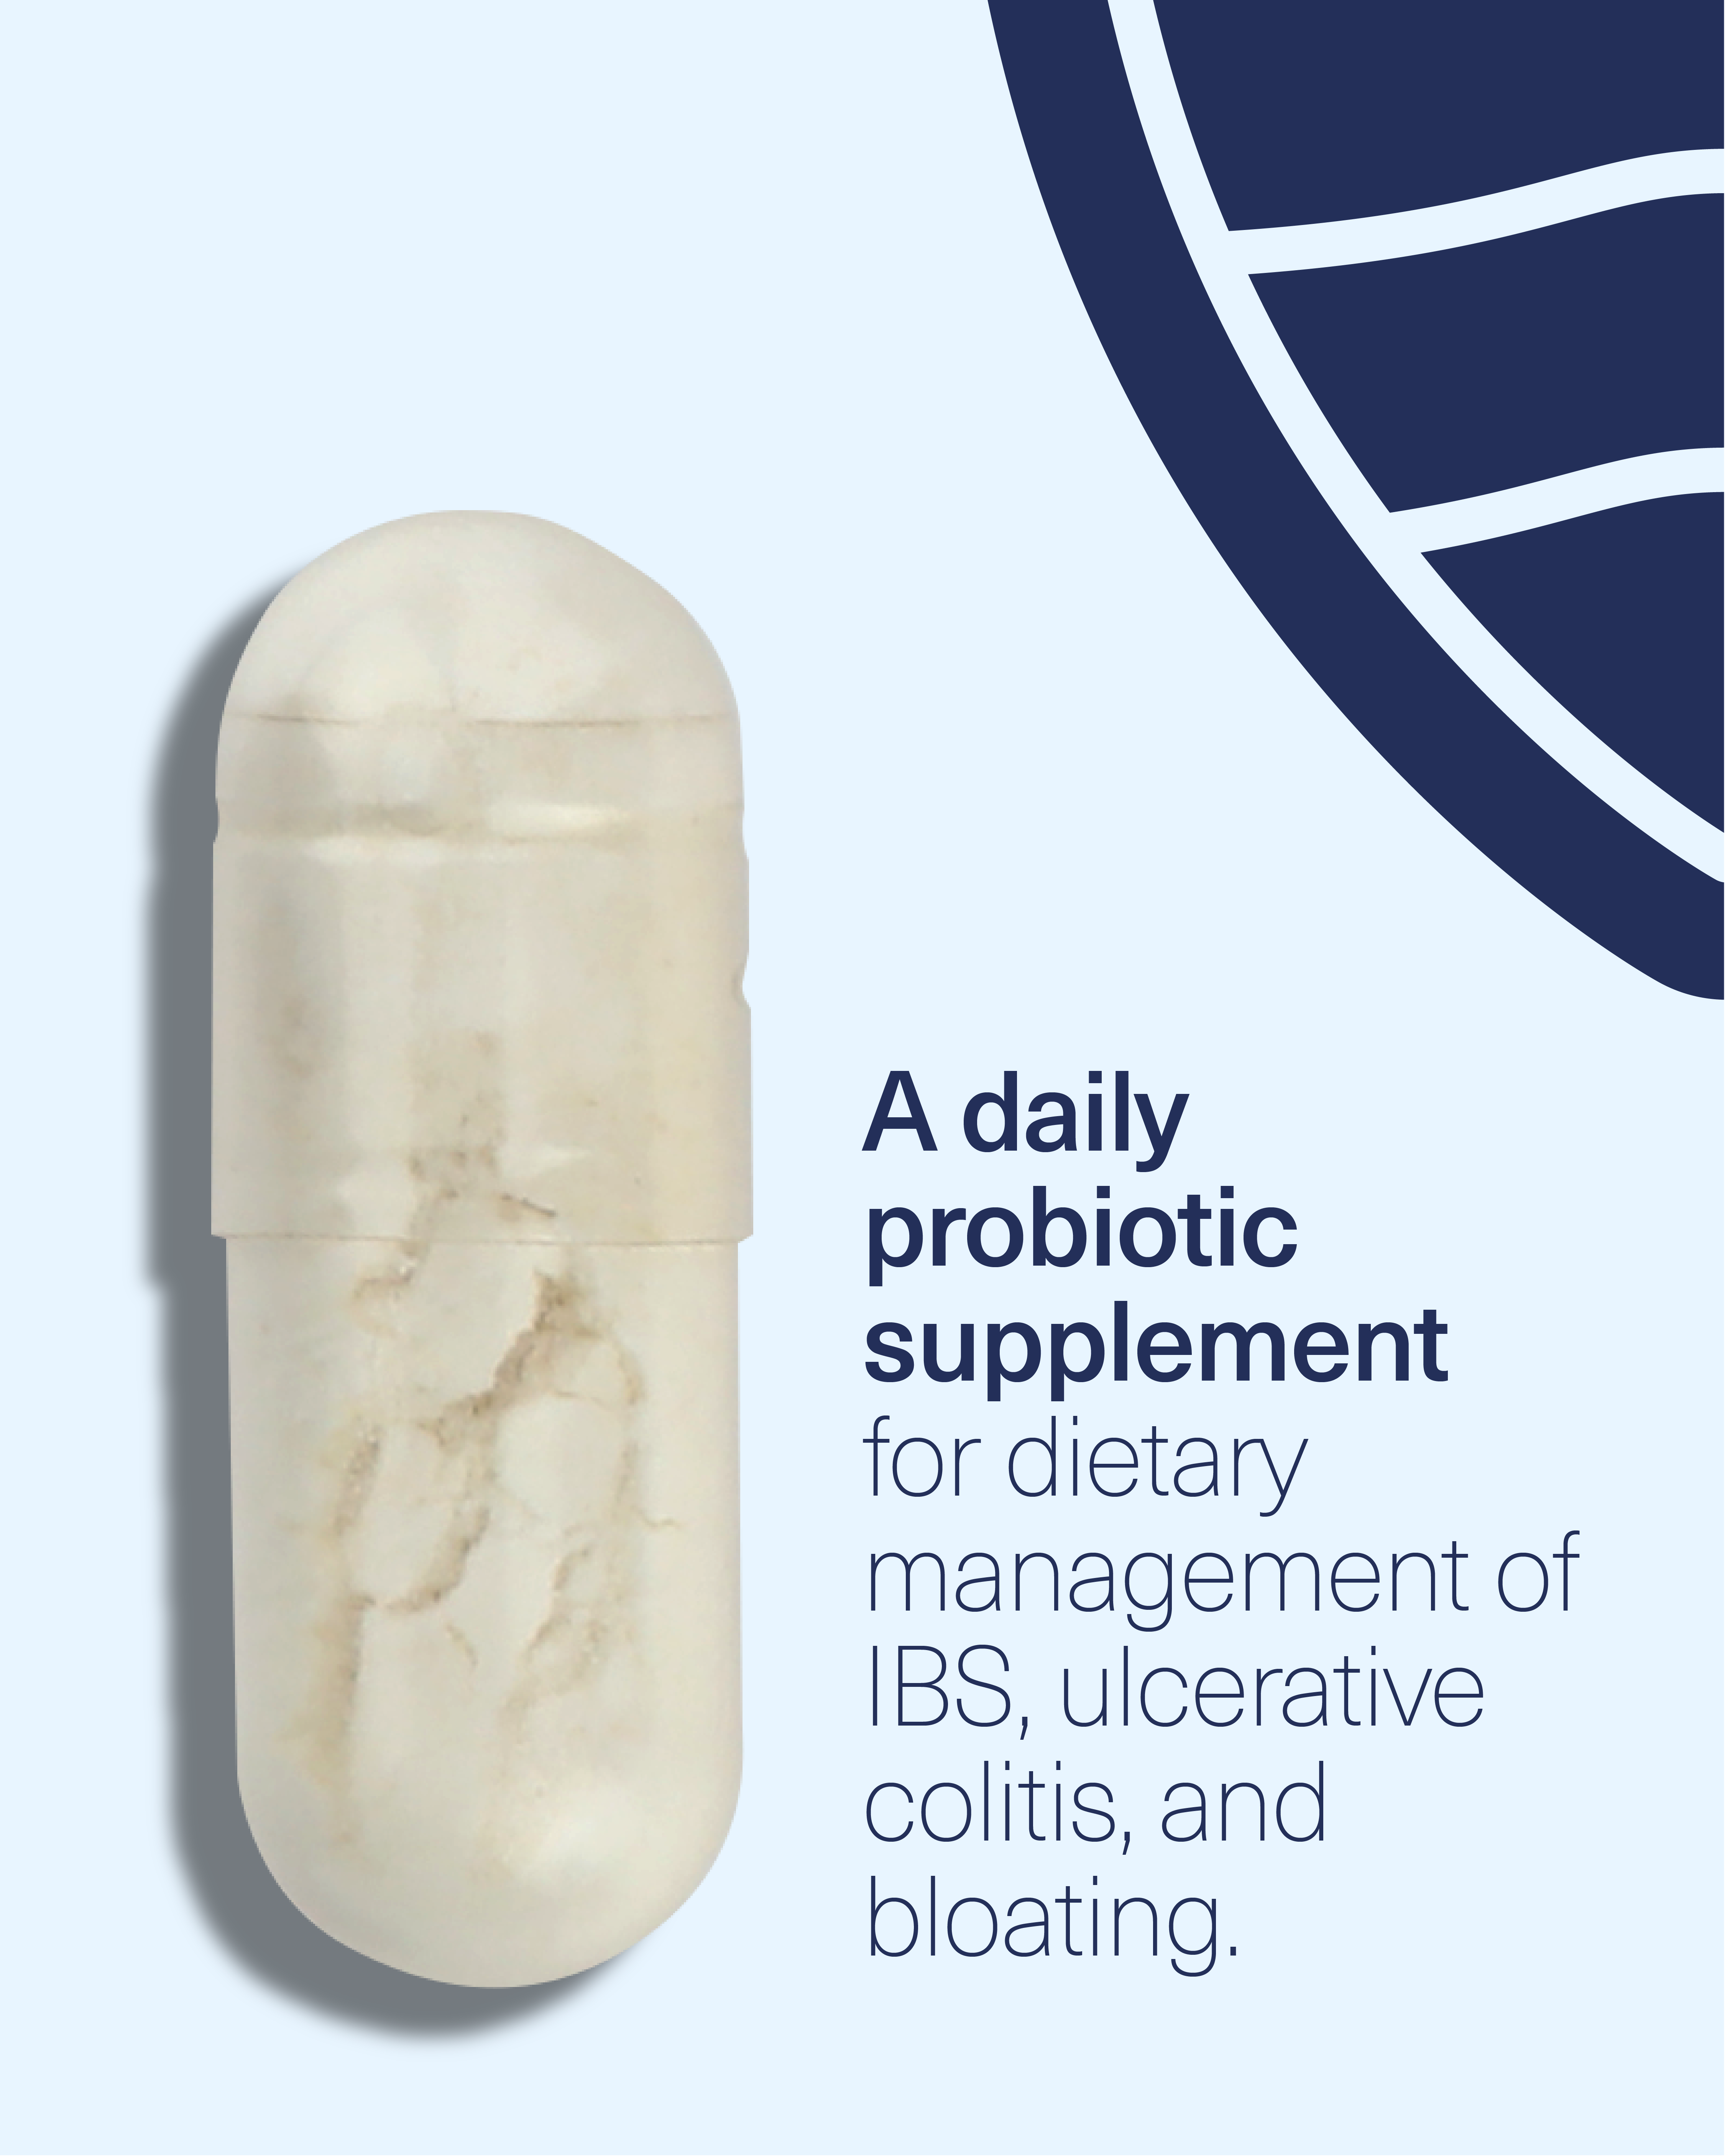 A daily
probiotic
supplement
for dietary
management of
IBS, ulcerative
colitis, and
bloating.